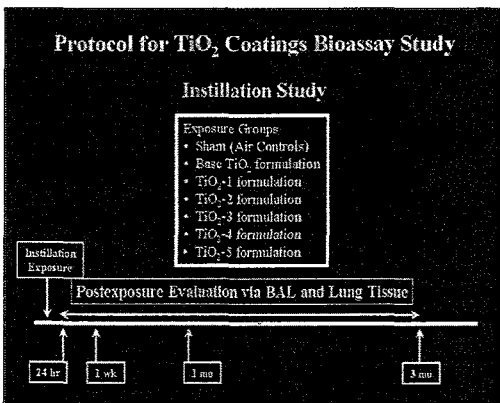 Protocol for TiO₂ Coatings Bioassay Study
Instillation Study
Exposure Groups
• Sham (Air Controls)
• Base TiO₂ formulation
• TiO₂-1 formulation
• TiO₂-2 formulation
• TiO₂-3 formulation
• TiO₂-4 formulation
• TiO₂-5 formulation
Instillation
Exposure
Postexposure Evaluation via BAL and Lung Tissue
24 hr
1 wk
1 mo
3 mo